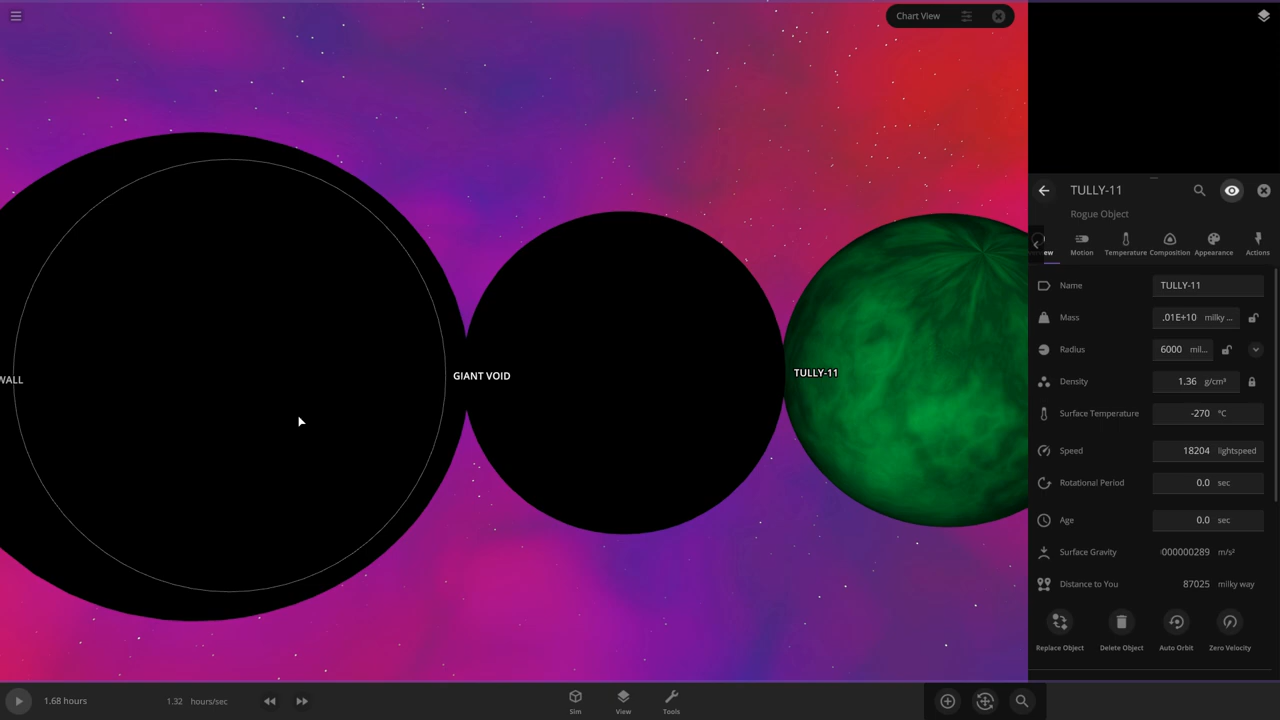 Chart View
WALL
GIANT VOID
TULLY-11
TULLY-11
Rogue Object
ew
Motion
Temperature
Composition
Appearance
Actions
Name TULLY-11
Mass .01E+10 milky ...
Radius 6000 mil...
Density 1.36 g/cm³
Surface Temperature -270 °C
Speed 18204 lightspeed
Rotational Period 0.0 sec
Age 0.0 sec
Surface Gravity 000000289 m/s²
Distance to You 87025 milky way
Replace Object
Delete Object
Auto Orbit
Zero Velocity
1.68 hours
1.32 hours/sec
Sim
View
Tools